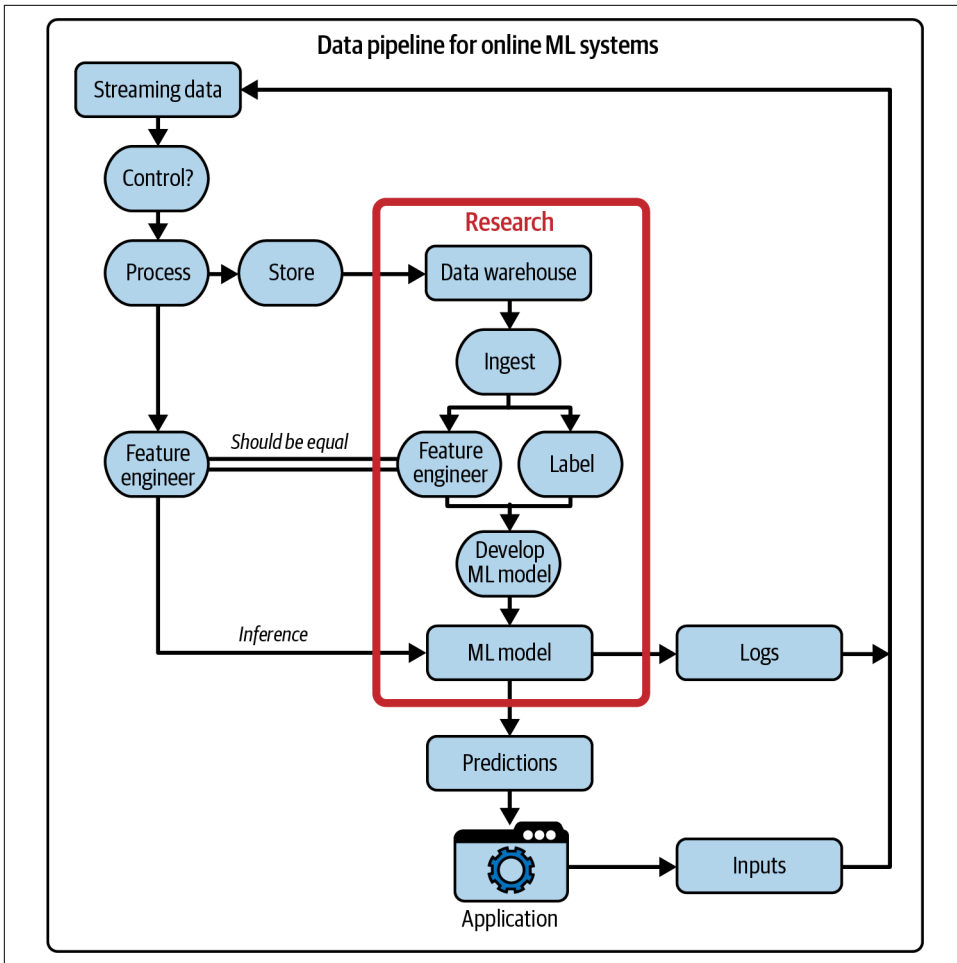 Data pipeline for online ML systems
Streaming data
Control?
Research
Process
Store
Data warehouse
Ingest
Should be equal
Feature
engineer
Feature
engineer
Label
Develop
ML model
Inference
ML model
Logs
Predictions
Inputs
Application